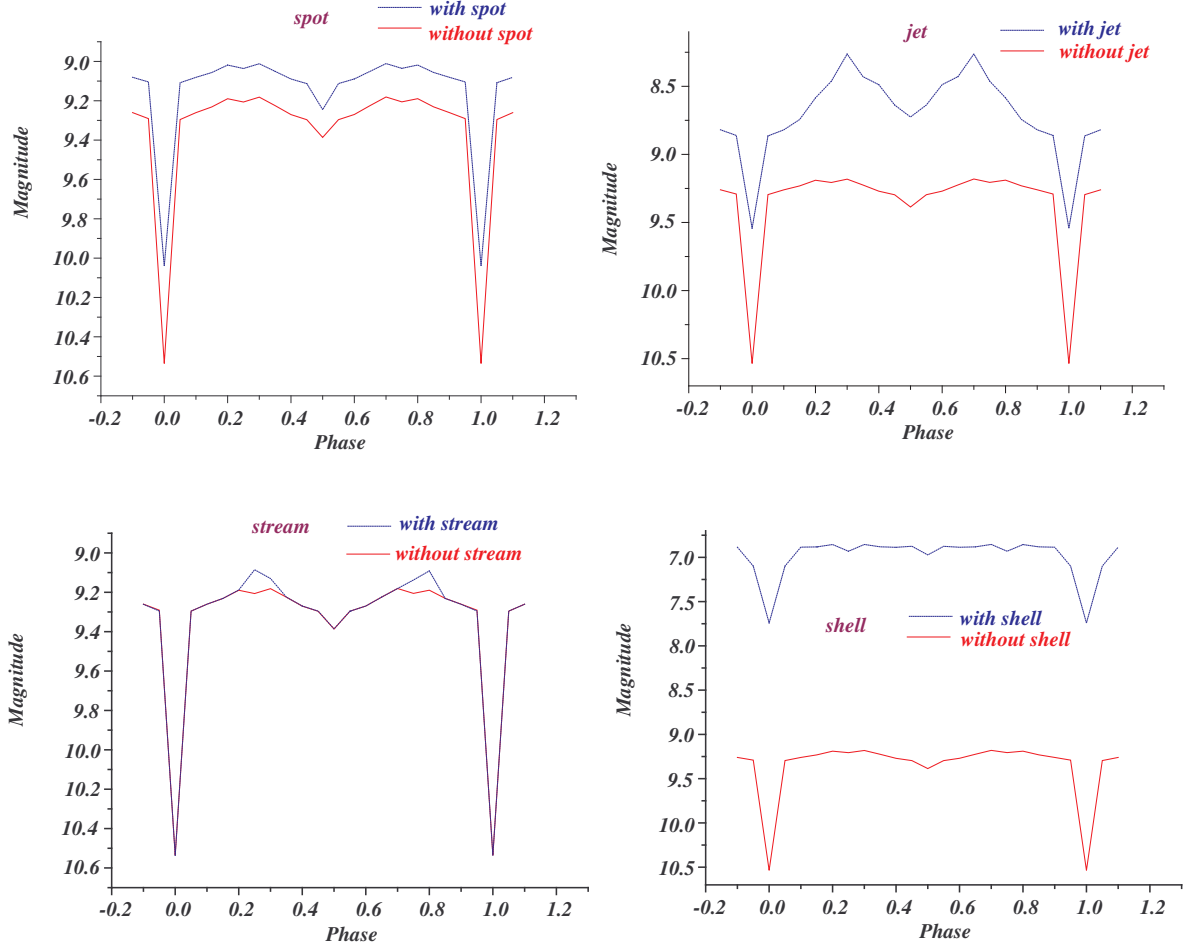 spot
with spot
without spot
Magnitude
9.0
9.2
9.4
9.6
9.8
10.0
10.2
10.4
10.6
-0.2 0.0 0.2 0.4 0.6 0.8 1.0 1.2
Phase
jet
with jet
without jet
Magnitude
8.5
9.0
9.5
10.0
10.5
-0.2 0.0 0.2 0.4 0.6 0.8 1.0 1.2
Phase
stream
with stream
without stream
Magnitude
9.0
9.2
9.4
9.6
9.8
10.0
10.2
10.4
10.6
-0.2 0.0 0.2 0.4 0.6 0.8 1.0 1.2
Phase
shell
with shell
without shell
Magnitude
7.0
7.5
8.0
8.5
9.0
9.5
10.0
10.5
-0.2 0.0 0.2 0.4 0.6 0.8 1.0 1.2
Phase